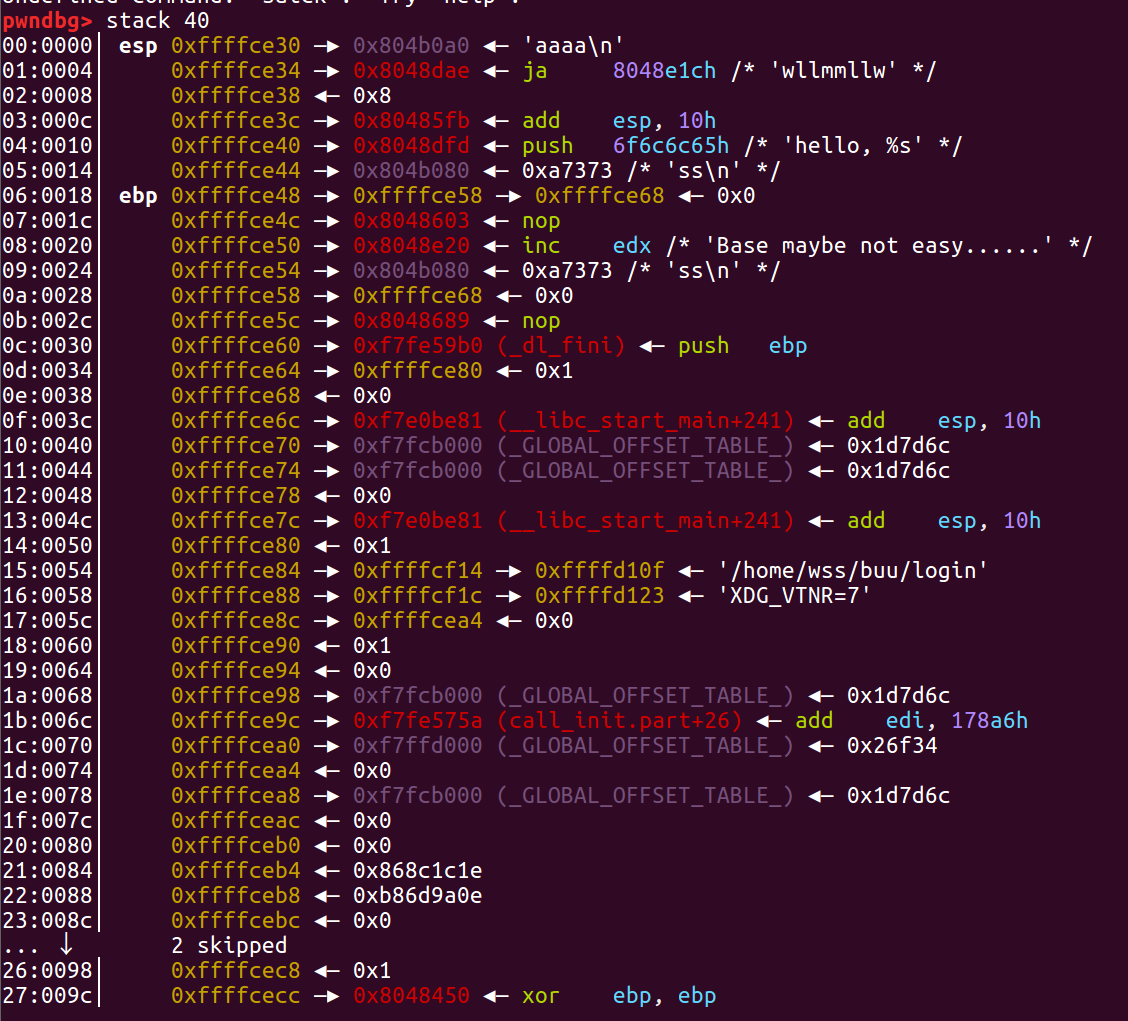 pwndbg> stack 40
00:0000│ esp 0xffffce30 —▸ 0x804b0a0 ◂— 'aaaa\n'
01:0004│     0xffffce34 —▸ 0x8048dae ◂— ja     8048e1ch /* 'wllmmllw' */
02:0008│     0xffffce38 ◂— 0x8
03:000c│     0xffffce3c —▸ 0x80485fb ◂— add    esp, 10h
04:0010│     0xffffce40 —▸ 0x8048dfd ◂— push   6f6c6c65h /* 'hello, %s' */
05:0014│     0xffffce44 —▸ 0x804b080 ◂— 0xa7373 /* 'ss\n' */
06:0018│ ebp 0xffffce48 —▸ 0xffffce58 —▸ 0xffffce68 ◂— 0x0
07:001c│     0xffffce4c —▸ 0x8048603 ◂— nop
08:0020│     0xffffce50 —▸ 0x8048e20 ◂— inc    edx /* 'Base maybe not easy......' */
09:0024│     0xffffce54 —▸ 0x804b080 ◂— 0xa7373 /* 'ss\n' */
0a:0028│     0xffffce58 —▸ 0xffffce68 ◂— 0x0
0b:002c│     0xffffce5c —▸ 0x8048689 ◂— nop
0c:0030│     0xffffce60 —▸ 0xf7fe59b0 (_dl_fini) ◂— push   ebp
0d:0034│     0xffffce64 —▸ 0xffffce80 ◂— 0x1
0e:0038│     0xffffce68 ◂— 0x0
0f:003c│     0xffffce6c —▸ 0xf7e0be81 (__libc_start_main+241) ◂— add    esp, 10h
10:0040│     0xffffce70 —▸ 0xf7fcb000 (_GLOBAL_OFFSET_TABLE_) ◂— 0x1d7d6c
11:0044│     0xffffce74 —▸ 0xf7fcb000 (_GLOBAL_OFFSET_TABLE_) ◂— 0x1d7d6c
12:0048│     0xffffce78 ◂— 0x0
13:004c│     0xffffce7c —▸ 0xf7e0be81 (__libc_start_main+241) ◂— add    esp, 10h
14:0050│     0xffffce80 ◂— 0x1
15:0054│     0xffffce84 —▸ 0xffffcf14 —▸ 0xffffd10f ◂— '/home/wss/buu/login'
16:0058│     0xffffce88 —▸ 0xffffcf1c —▸ 0xffffd123 ◂— 'XDG_VTNR=7'
17:005c│     0xffffce8c —▸ 0xffffcea4 ◂— 0x0
18:0060│     0xffffce90 ◂— 0x1
19:0064│     0xffffce94 ◂— 0x0
1a:0068│     0xffffce98 —▸ 0xf7fcb000 (_GLOBAL_OFFSET_TABLE_) ◂— 0x1d7d6c
1b:006c│     0xffffce9c —▸ 0xf7fe575a (call_init.part+26) ◂— add    edi, 178a6h
1c:0070│     0xffffcea0 —▸ 0xf7ffd000 (_GLOBAL_OFFSET_TABLE_) ◂— 0x26f34
1d:0074│     0xffffcea4 ◂— 0x0
1e:0078│     0xffffcea8 —▸ 0xf7fcb000 (_GLOBAL_OFFSET_TABLE_) ◂— 0x1d7d6c
1f:007c│     0xffffceac ◂— 0x0
20:0080│     0xffffceb0 ◂— 0x0
21:0084│     0xffffceb4 ◂— 0x868c1c1e
22:0088│     0xffffceb8 ◂— 0xb86d9a0e
23:008c│     0xffffcebc ◂— 0x0
... ↓        2 skipped
26:0098│     0xffffcec8 ◂— 0x1
27:009c│     0xffffcecc —▸ 0x8048450 ◂— xor    ebp, ebp